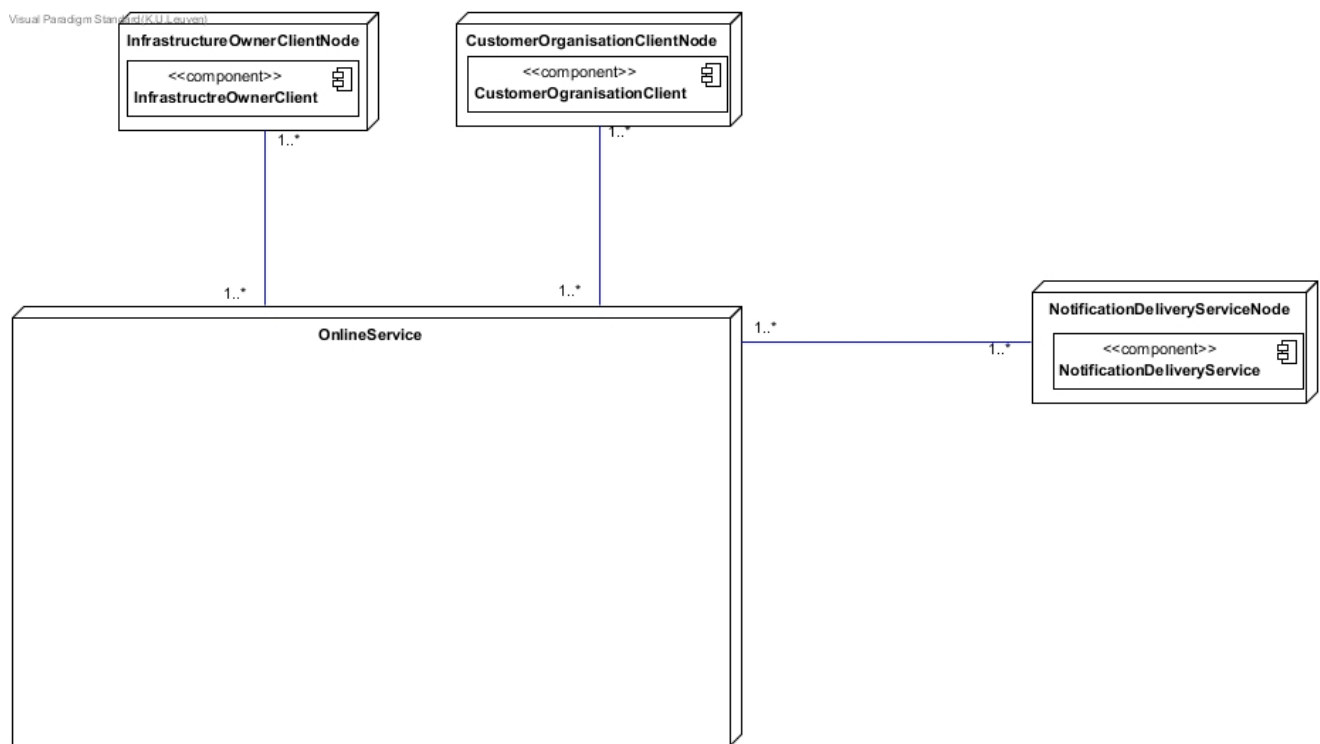 Visual Paradigm Standard(K.U.Leuven)
InfrastructureOwnerClientNode
<<component>>
InfrastructreOwnerClient
1..*
CustomerOrganisationClientNode
<<component>>
CustomerOgranisationClient
1..*
1..*
1..*
OnlineService
1..*
1..*
NotificationDeliveryServiceNode
<<component>>
NotificationDeliveryService